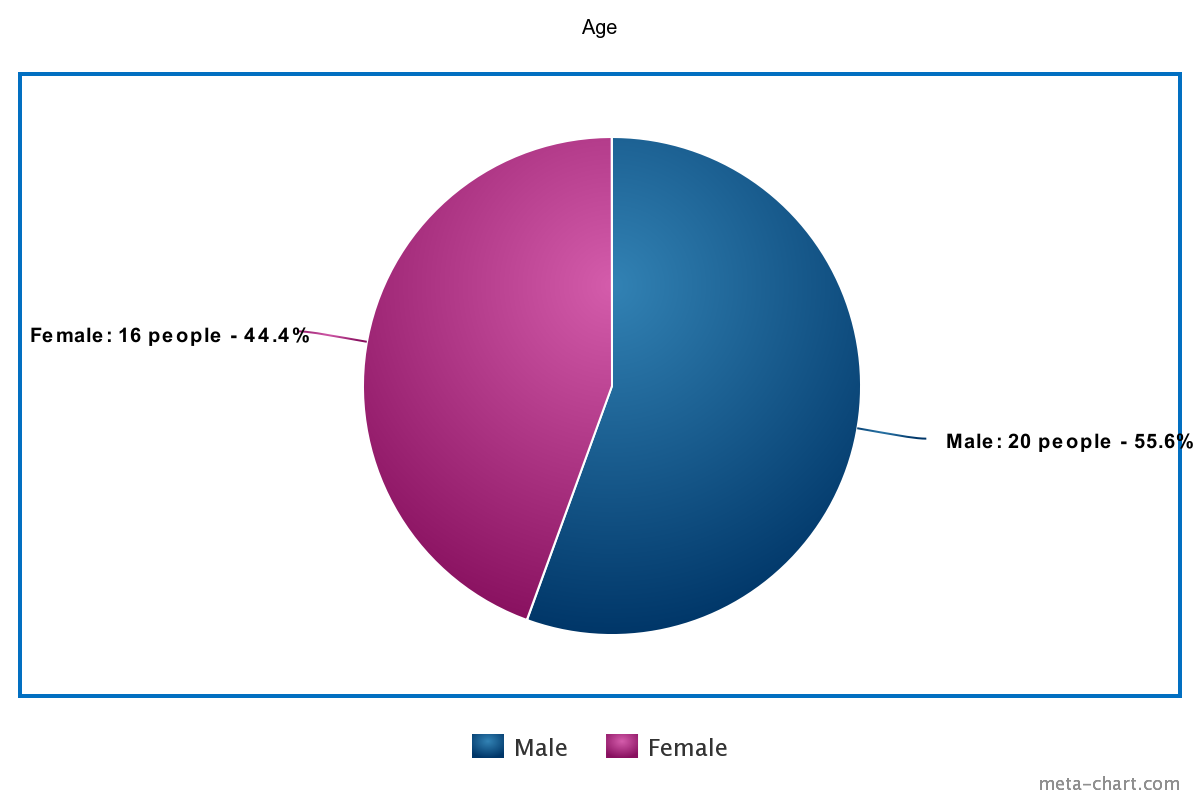 Age
Female: 16 people - 44.4%
Male: 20 people - 55.6%
Male
Female
meta-chart.com